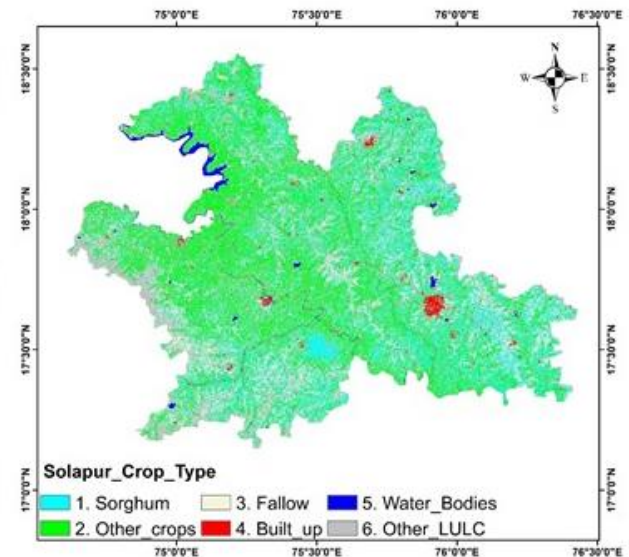 75°0'0"E 75°30'0"E 76°0'0"E 76°30'0"E
18°30'0"N 18°30'0"N
N
W E
S
18°0'0"N 18°0'0"N
17°30'0"N 17°30'0"N
17°0'0"N 17°0'0"N
Solapur_Crop_Type
1. Sorghum 3. Fallow 5. Water_Bodies
2. Other_crops 4. Built_up 6. Other_LULC
75°0'0"E 75°30'0"E 76°0'0"E 76°30'0"E